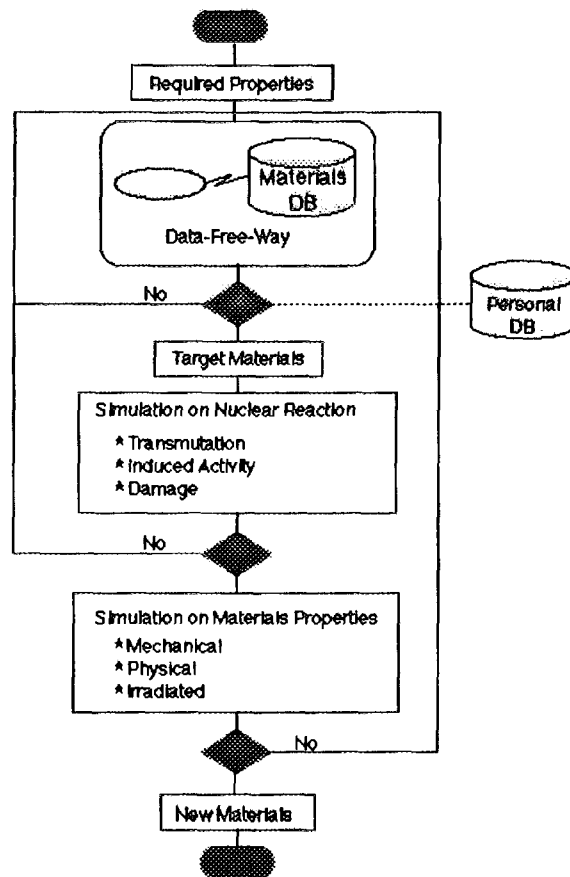 Required Properties
Materials
DB
Data-Free-Way
No
Personal
DB
Target Materials
Simulation on Nuclear Reaction
* Transmutation
* Induced Activity
* Damage
No
Simulation on Materials Properties
* Mechanical
* Physical
* Irradiated
No
New Materials